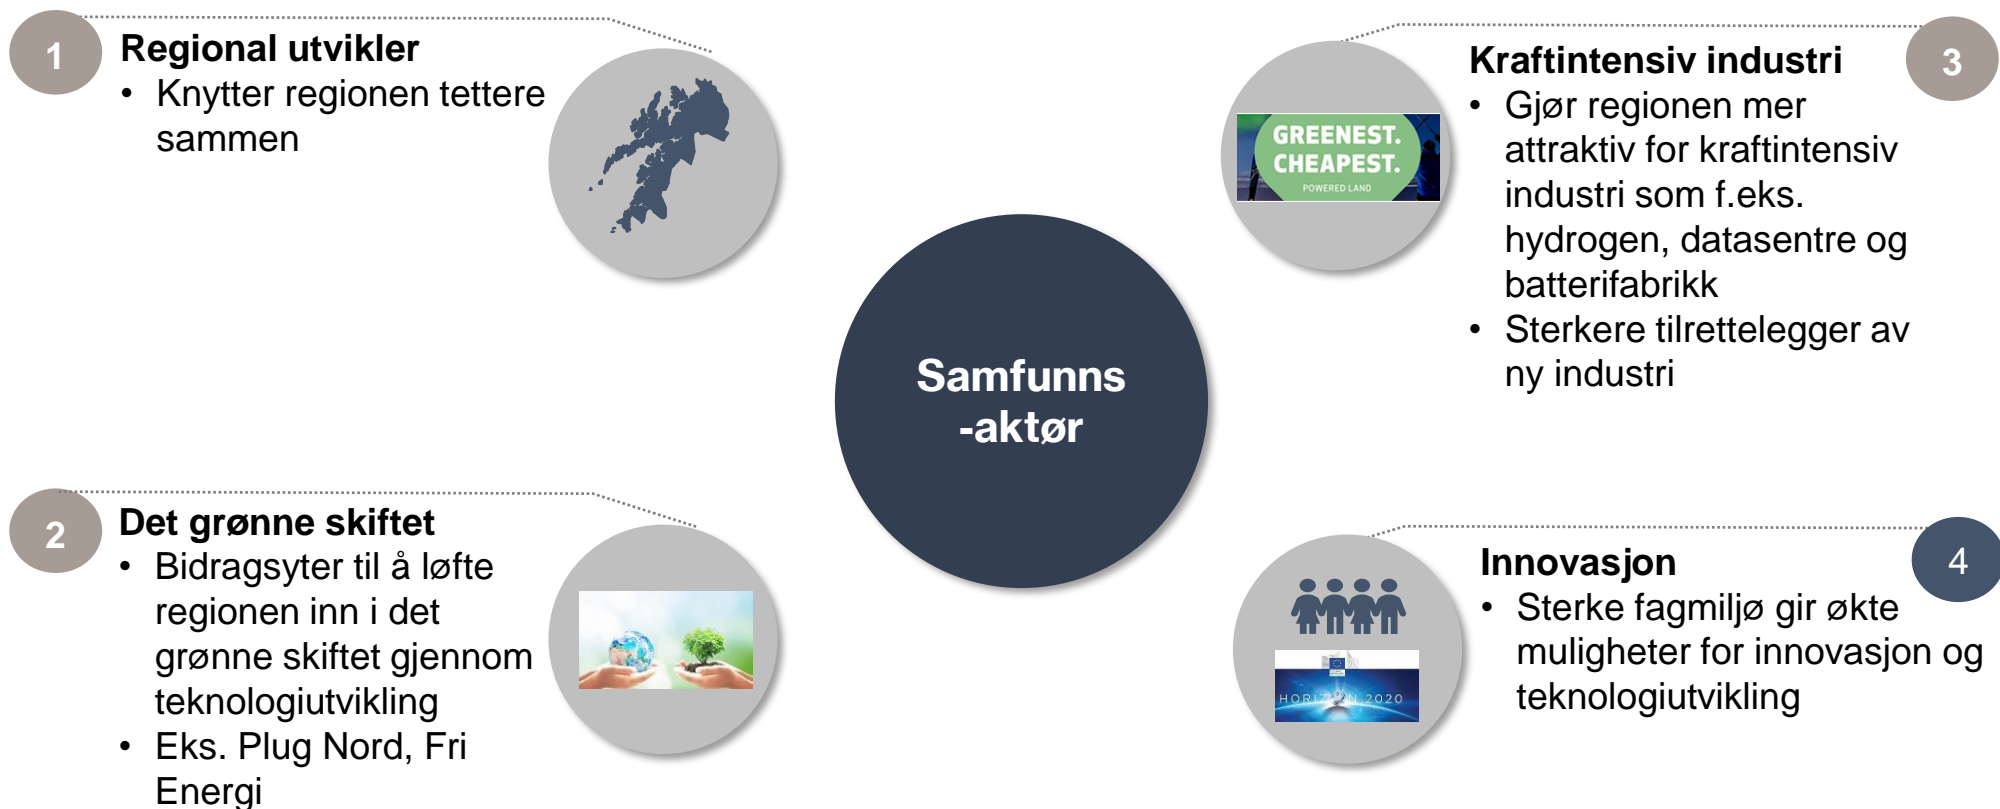 1
Regional utvikler
• Knytter regionen tettere
sammen
2
Det grønne skiftet
• Bidragsyter til å løfte
regionen inn i det
grønne skiftet gjennom
teknologiutvikling
• Eks. Plug Nord, Fri
Energi
Samfunns
-aktør
3
Kraftintensiv industri
• Gjør regionen mer
attraktiv for kraftintensiv
industri som f.eks.
hydrogen, datasentre og
batterifabrikk
• Sterkere tilrettelegger av
ny industri
GREENEST.
CHEAPEST.
POWERED LAND
4
Innovasjon
• Sterke fagmiljø gir økte
muligheter for innovasjon og
teknologiutvikling
HORIZON 2020